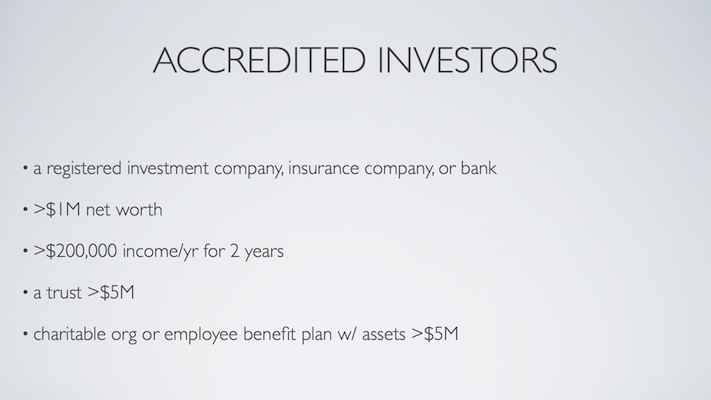 ACCREDITED INVESTORS
• a registered investment company, insurance company, or bank
• >$1M net worth
• >$200,000 income/yr for 2 years
• a trust >$5M
• charitable org or employee benefit plan w/ assets >$5M